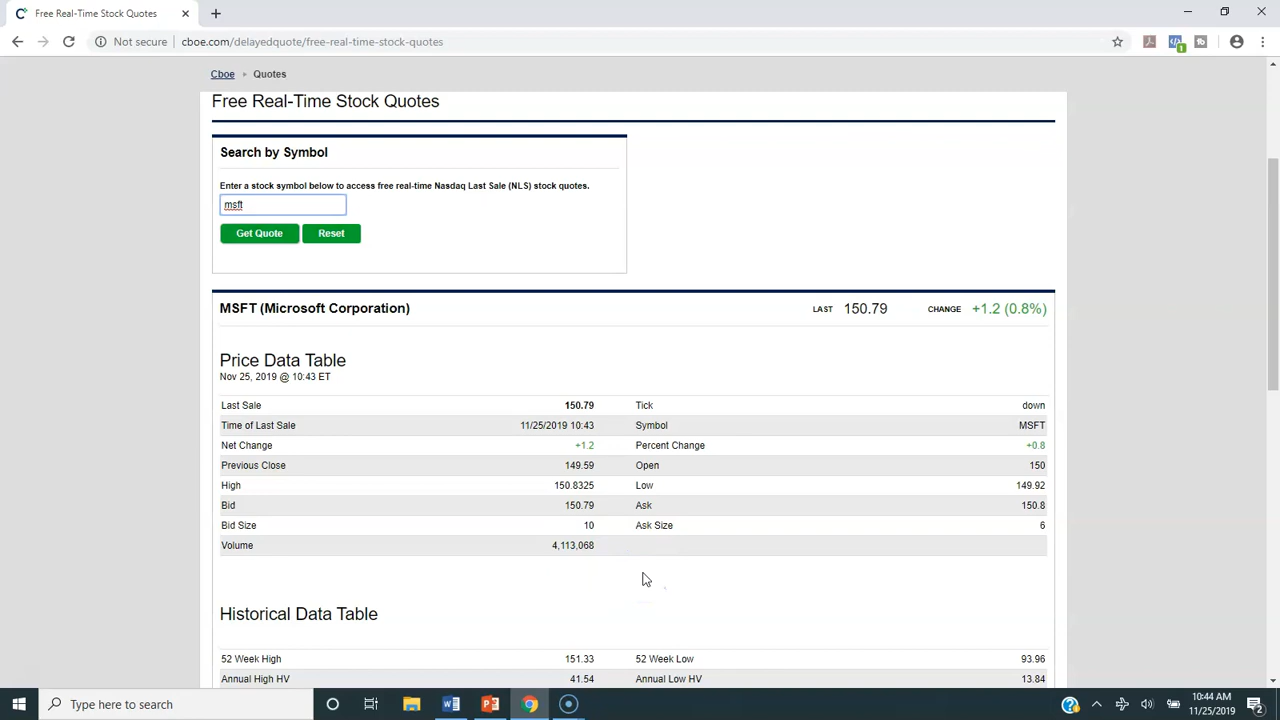 Free Real-Time Stock Quotes
Not secure cboe.com/delayedquote/free-real-time-stock-quotes
Cboe Quotes
Free Real-Time Stock Quotes
Search by Symbol
Enter a stock symbol below to access free real-time Nasdaq Last Sale (NLS) stock quotes.
msft
Get Quote Reset
MSFT (Microsoft Corporation) LAST 150.79 CHANGE +1.2 (0.8%)
Price Data Table
Nov 25, 2019 @ 10:43 ET
Last Sale 150.79 Tick down
Time of Last Sale 11/25/2019 10:43 Symbol MSFT
Net Change +1.2 Percent Change +0.8
Previous Close 149.59 Open 150
High 150.8325 Low 149.92
Bid 150.79 Ask 150.8
Bid Size 10 Ask Size 6
Volume 4,113,068
Historical Data Table
52 Week High 151.33 52 Week Low 93.96
Annual High HV 41.54 Annual Low HV 13.84
Type here to search
10:44 AM
11/25/2019
2